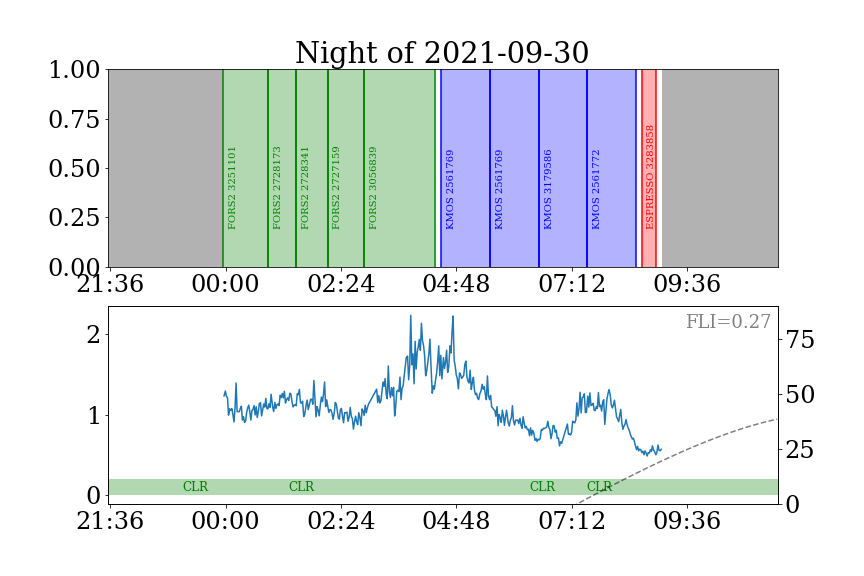 Night of 2021-09-30
1.00
0.75
0.50
0.25
0.00
FORS2 3251101
FORS2 2728173
FORS2 2728341
FORS2 2727159
FORS2 3056839
KMOS 2561769
KMOS 2561769
KMOS 3179586
KMOS 2561772
ESPRESSO 3283858
21:36 00:00 02:24 04:48 07:12 09:36
FLI=0.27
2
1
0
75
50
25
0
CLR CLR CLR CLR
21:36 00:00 02:24 04:48 07:12 09:36